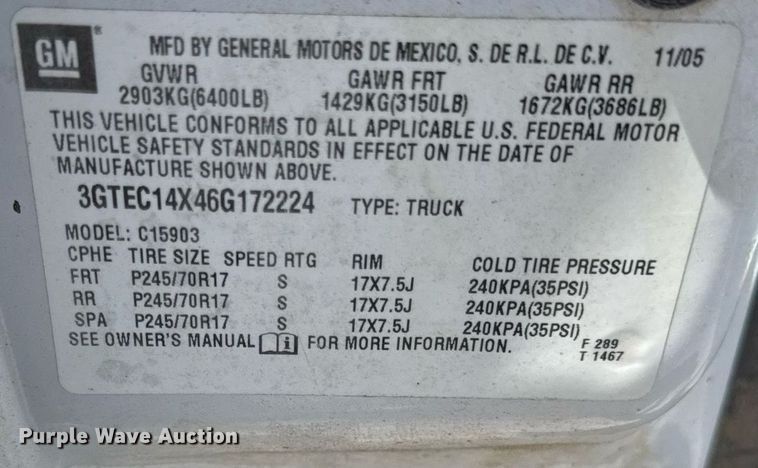 GM®
MFD BY GENERAL MOTORS DE MEXICO, S. DE R.L. DE C.V. 11/05
GVWR GAWR FRT GAWR RR
2903KG(6400LB) 1429KG(3150LB) 1672KG(3686LB)
THIS VEHICLE CONFORMS TO ALL APPLICABLE U.S. FEDERAL MOTOR
VEHICLE SAFETY STANDARDS IN EFFECT ON THE DATE OF
MANUFACTURE SHOWN ABOVE.
3GTEC14X46G172224 TYPE: TRUCK
MODEL: C15903
CPHE TIRE SIZE SPEED RTG RIM COLD TIRE PRESSURE
FRT P245/70R17 S 17X7.5J 240KPA(35PSI)
RR P245/70R17 S 17X7.5J 240KPA(35PSI)
SPA P245/70R17 S 17X7.5J 240KPA(35PSI)
SEE OWNER'S MANUAL i FOR MORE INFORMATION. F 289
T 1467
Purple Wave Auction